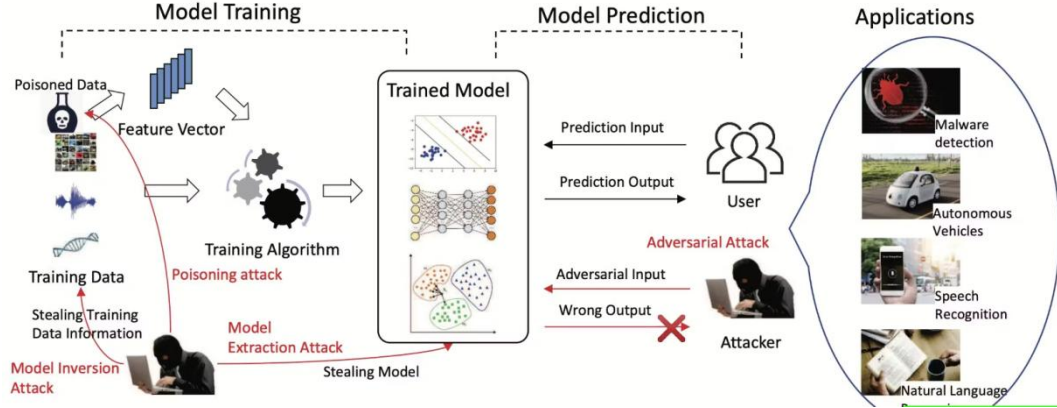 Model Training
Model Prediction
Applications
Poisoned Data
Feature Vector
Trained Model
Prediction Input
Malware
detection
Prediction Output
User
Autonomous
Vehicles
Training Algorithm
Training Data
Poisoning attack
Adversarial Attack
Adversarial Input
Wrong Output
Speech
Recognition
Stealing Training
Data Information
Model
Extraction Attack
Attacker
Model Inversion
Attack
Stealing Model
Natural Language